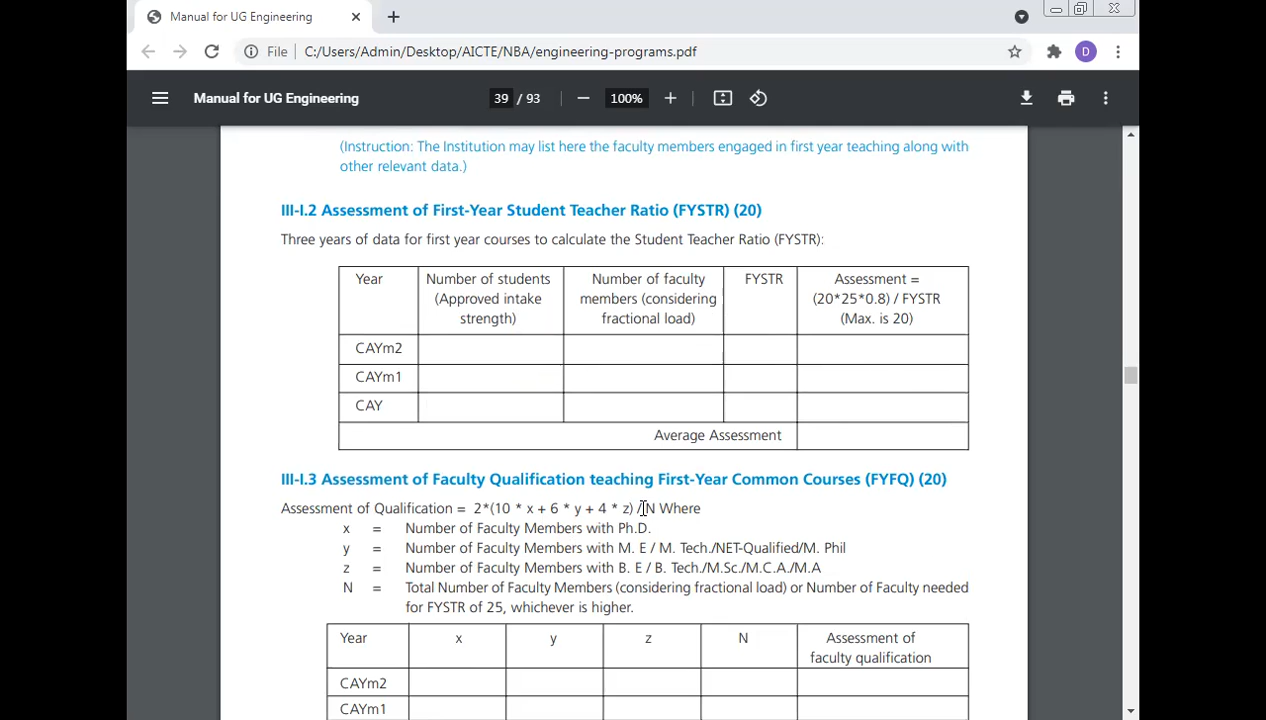 Manual for UG Engineering
File C:/Users/Admin/Desktop/AICTE/NBA/engineering-programs.pdf
D
Manual for UG Engineering 39 / 93 100%
(Instruction: The Institution may list here the faculty members engaged in first year teaching along with
other relevant data.)
III-I.2 Assessment of First-Year Student Teacher Ratio (FYSTR) (20)
Three years of data for first year courses to calculate the Student Teacher Ratio (FYSTR):
Year Number of students Number of faculty FYSTR Assessment =
(Approved intake members (considering (20*25*0.8) / FYSTR
strength) fractional load) (Max. is 20)
CAYm2
CAYm1
CAY
Average Assessment
III-I.3 Assessment of Faculty Qualification teaching First-Year Common Courses (FYFQ) (20)
Assessment of Qualification = 2*(10 * x + 6 * y + 4 * z) / N Where
x = Number of Faculty Members with Ph.D.
y = Number of Faculty Members with M. E / M. Tech./NET-Qualified/M. Phil
z = Number of Faculty Members with B. E / B. Tech./M.Sc./M.C.A./M.A
N = Total Number of Faculty Members (considering fractional load) or Number of Faculty needed
for FYSTR of 25, whichever is higher.
Year x y z N Assessment of
faculty qualification
CAYm2
CAYm1